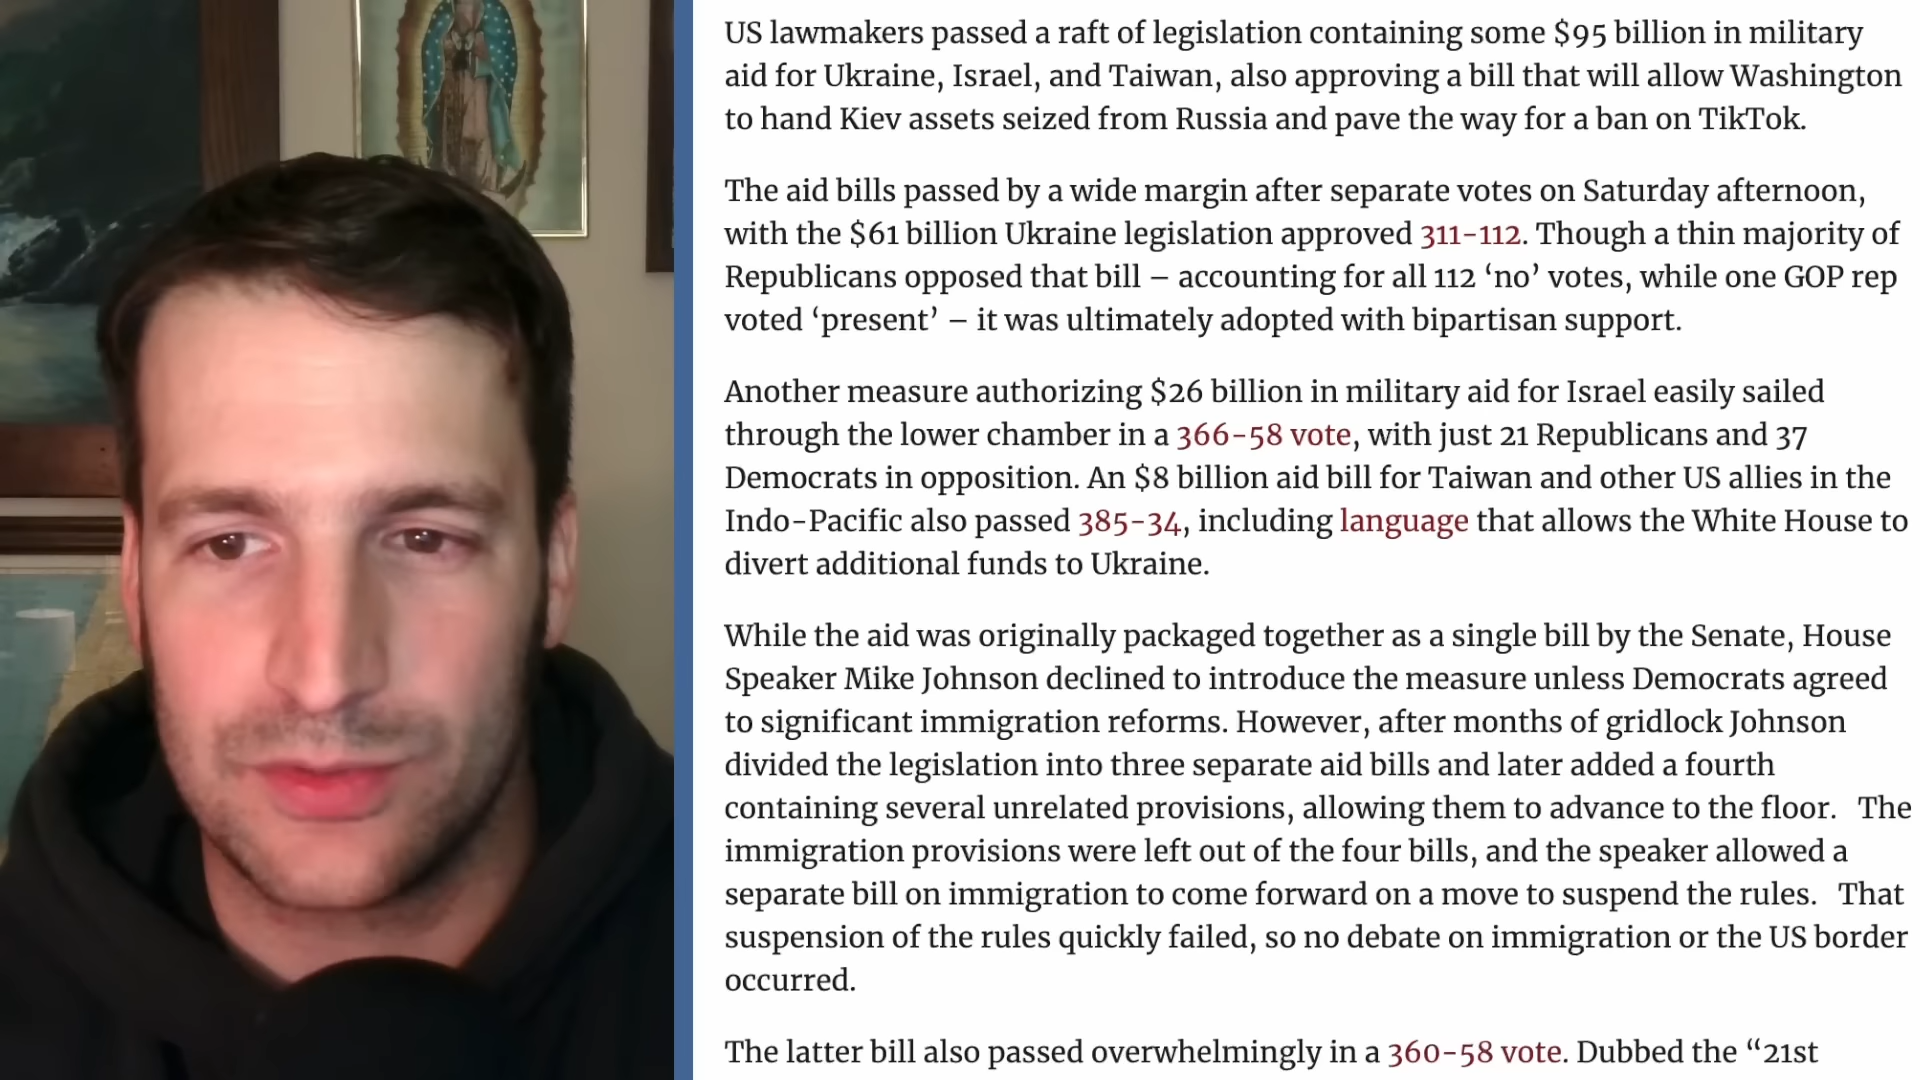 US lawmakers passed a raft of legislation containing some $95 billion in military
aid for Ukraine, Israel, and Taiwan, also approving a bill that will allow Washington
to hand Kiev assets seized from Russia and pave the way for a ban on TikTok.
The aid bills passed by a wide margin after separate votes on Saturday afternoon,
with the $61 billion Ukraine legislation approved 311-112. Though a thin majority of
Republicans opposed that bill – accounting for all 112 ‘no’ votes, while one GOP rep
voted ‘present’ – it was ultimately adopted with bipartisan support.
Another measure authorizing $26 billion in military aid for Israel easily sailed
through the lower chamber in a 366-58 vote, with just 21 Republicans and 37
Democrats in opposition. An $8 billion aid bill for Taiwan and other US allies in the
Indo-Pacific also passed 385-34, including language that allows the White House to
divert additional funds to Ukraine.
While the aid was originally packaged together as a single bill by the Senate, House
Speaker Mike Johnson declined to introduce the measure unless Democrats agreed
to significant immigration reforms. However, after months of gridlock Johnson
divided the legislation into three separate aid bills and later added a fourth
containing several unrelated provisions, allowing them to advance to the floor.   The
immigration provisions were left out of the four bills, and the speaker allowed a
separate bill on immigration to come forward on a move to suspend the rules.   That
suspension of the rules quickly failed, so no debate on immigration or the US border
occurred.
The latter bill also passed overwhelmingly in a 360-58 vote. Dubbed the “21st